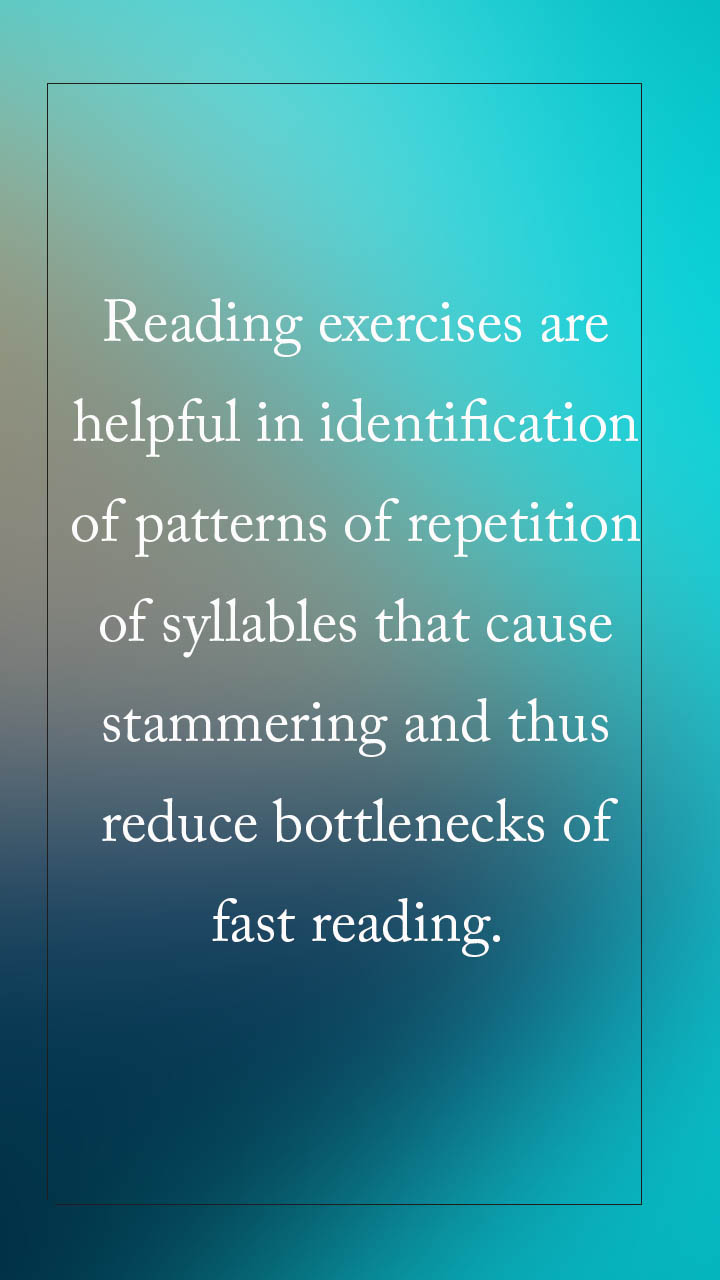 Reading exercises are
helpful in identification
of patterns of repetition
of syllables that cause
stammering and thus
reduce bottlenecks of
fast reading.